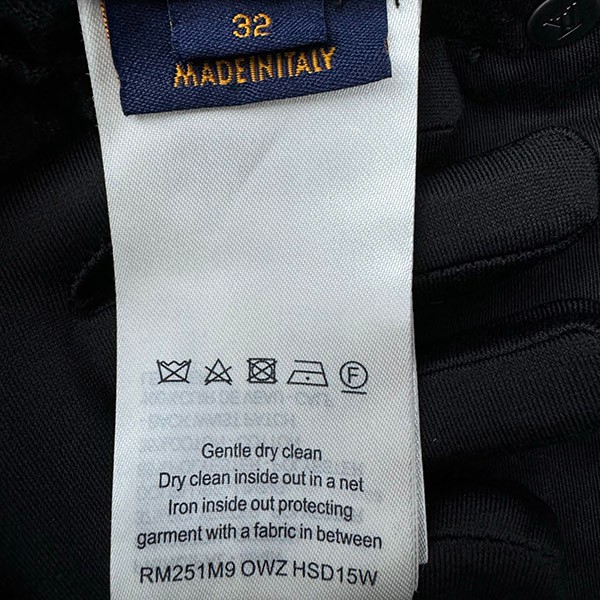 32
MADEINITALY
Gentle dry clean
Dry clean inside out in a net
Iron inside out protecting
garment with a fabric in between
RM251M9 OWZ HSD15W